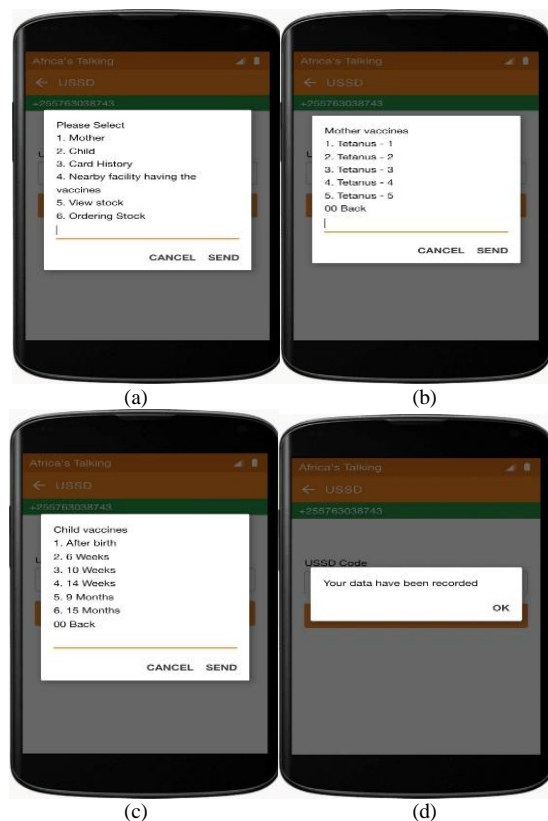 Africa's Talking
← USSD
+255763038743
Please Select
1. Mother
2. Child
3. Card History
4. Nearby facility having the
vaccines
5. View stock
6. Ordering Stock
CANCEL SEND
(a)
Africa's Talking
← USSD
+255763038743
Mother vaccines
1. Tetanus - 1
2. Tetanus - 2
3. Tetanus - 3
4. Tetanus - 4
5. Tetanus - 5
00 Back
CANCEL SEND
(b)
Africa's Talking
← USSD
+255763038743
Child vaccines
1. After birth
2. 6 Weeks
3. 10 Weeks
4. 14 Weeks
5. 9 Months
6. 15 Months
00 Back
CANCEL SEND
(c)
Africa's Talking
← USSD
+255763038743
USSD Code
Your data have been recorded
OK
(d)